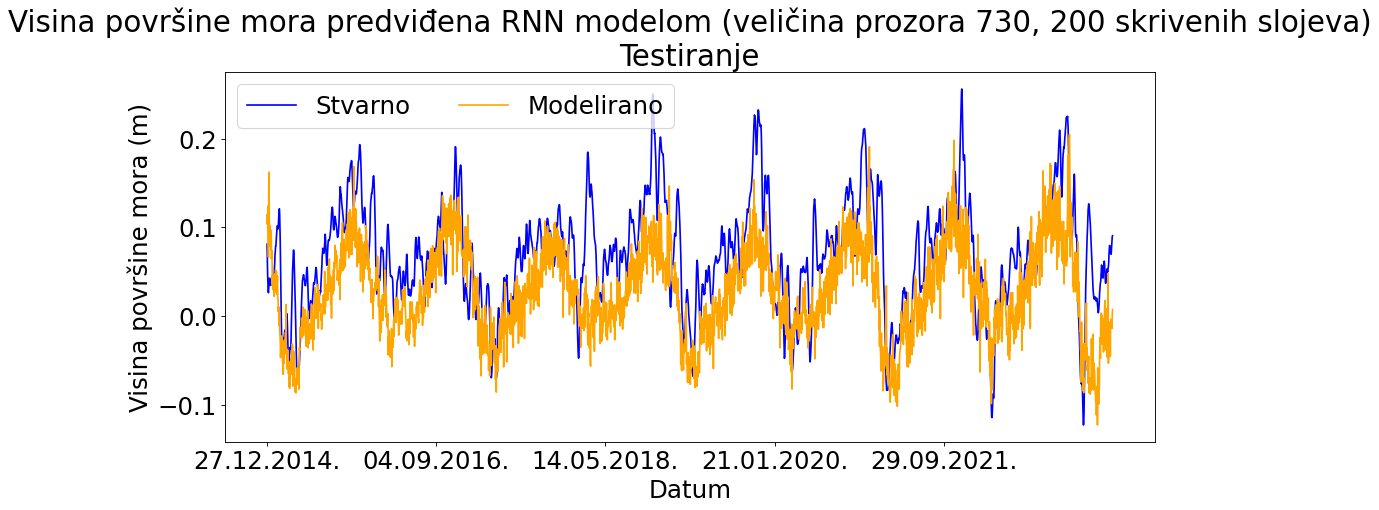 Visina površine mora predviđena RNN modelom (veličina prozora 730, 200 skrivenih slojeva)
Testiranje
Stvarno
Modelirano
Visina površine mora (m)
0.2
0.1
0.0
−0.1
27.12.2014.
04.09.2016.
14.05.2018.
21.01.2020.
29.09.2021.
Datum